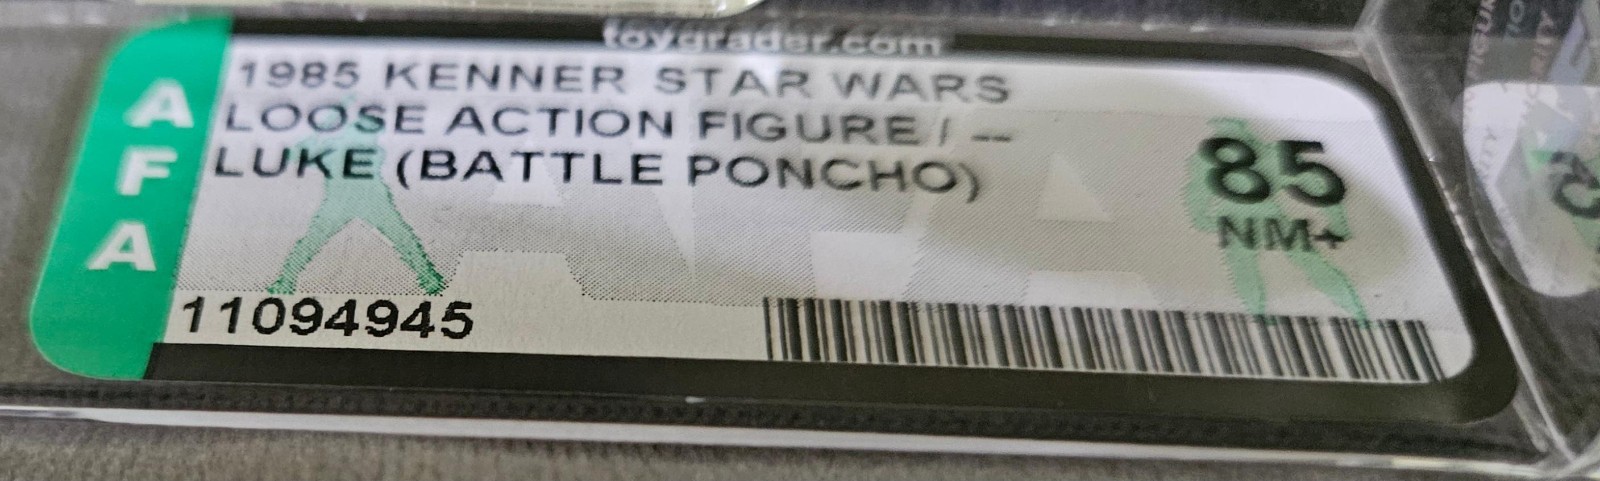 toygrader.com
AFA
1985 KENNER STAR WARS
LOOSE ACTION FIGURE / --
LUKE (BATTLE PONCHO)
85
NM+
11094945